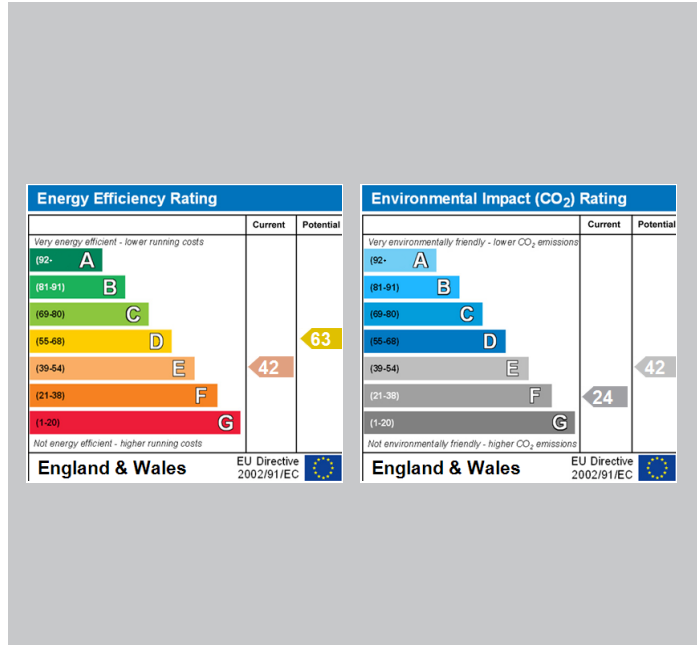 Energy Efficiency Rating
Current Potential
Very energy efficient - lower running costs
(92- A
(81-91) B
(69-80) C
(55-68) D 63
(39-54) E 42
(21-38) F
(1-20) G
Not energy efficient - higher running costs
England & Wales
EU Directive
2002/91/EC
Environmental Impact (CO2) Rating
Current Potential
Very environmentally friendly - lower CO2 emissions
(92- A
(81-91) B
(69-80) C
(55-68) D
(39-54) E 42
(21-38) F 24
(1-20) G
Not environmentally friendly - higher CO2 emissions
England & Wales
EU Directive
2002/91/EC